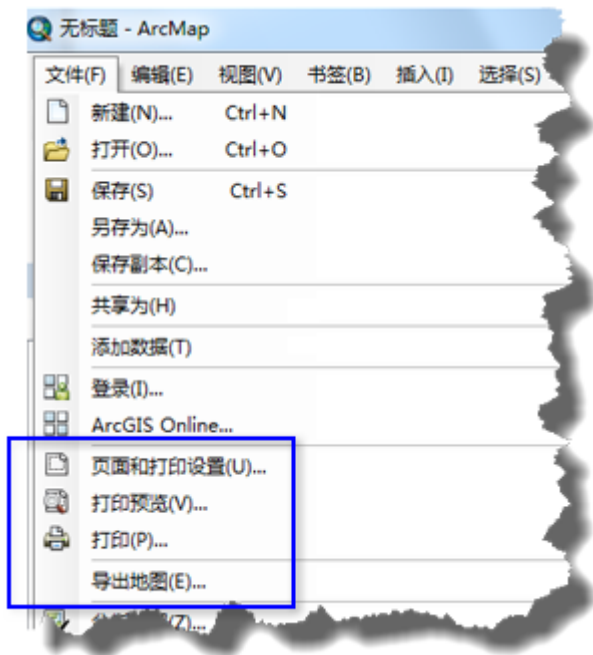 无标题 - ArcMap
文件(F) 编辑(E) 视图(V) 书签(B) 插入(I) 选择(S)
新建(N)... Ctrl+N
打开(O)... Ctrl+O
保存(S) Ctrl+S
另存为(A)...
保存副本(C)...
共享为(H)
添加数据(T)
登录(I)...
ArcGIS Online...
页面和打印设置(U)...
打印预览(V)...
打印(P)...
导出地图(E)...